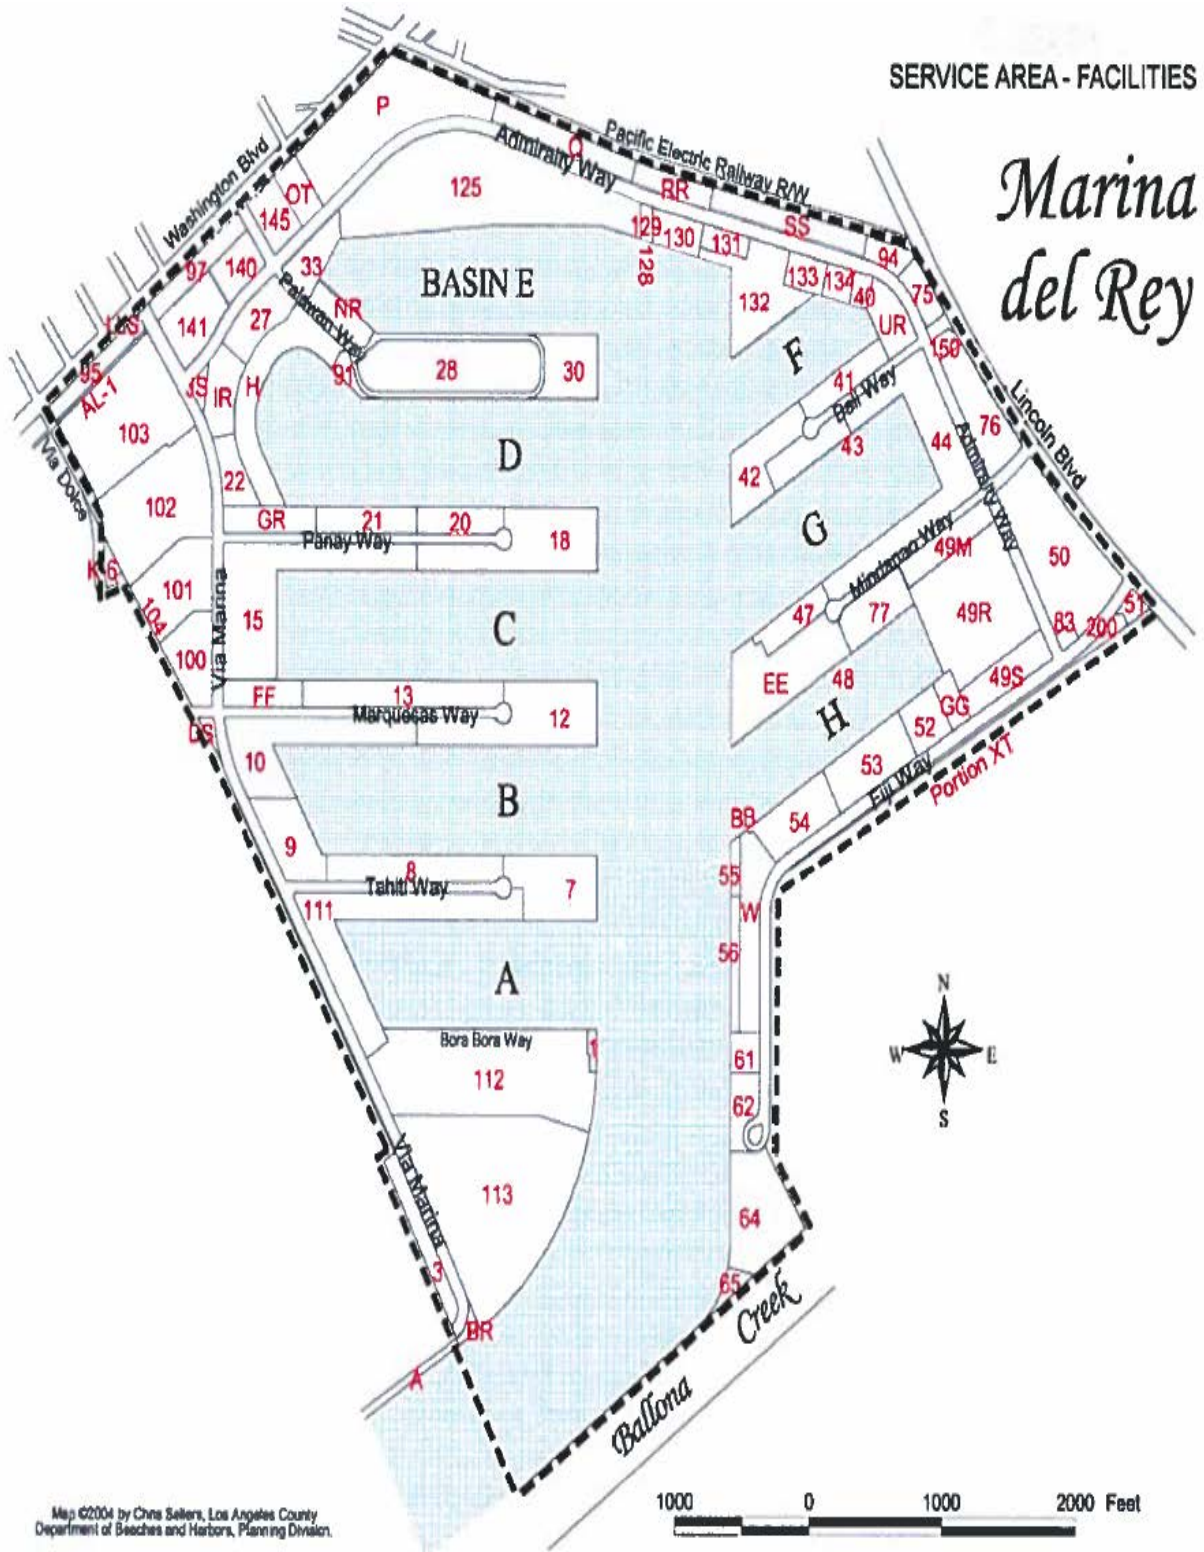 SERVICE AREA - FACILITIES
Marina
del Rey
P
Washington Blvd
Pacific Electric Railway R/W
Admiralty Way
Q
RR
SS
OT
145
125
129
130
131
128
94
97
140
33
BASIN E
132
133
134
40
75
NR
Palawan Way
141
27
UR
150
F
95
AL-1
JS
IR
H
91
28
30
41
Bali Way
76
Lincoln Blvd
103
Via Dolce
22
D
42
43
44
Admiralty Way
102
GR
21
20
18
Panay Way
G
Mindanao Way
49M
50
K-6
101
104
100
Via Marina
15
C
47
77
49R
83
200
51
FF
13
12
Marquesas Way
EE
48
49S
GG
H
52
10
53
Fiji Way
Portion XT
B
BB
54
9
8
7
Tahiti Way
111
55
W
56
A
Bora Bora Way
1
112
61
62
N
W
E
S
Via Marina
113
64
3
65
BR
A
Ballona Creek
1000 0 1000 2000 Feet
Map ©2004 by Chris Sellers, Los Angeles County
Department of Beaches and Harbors, Planning Division.